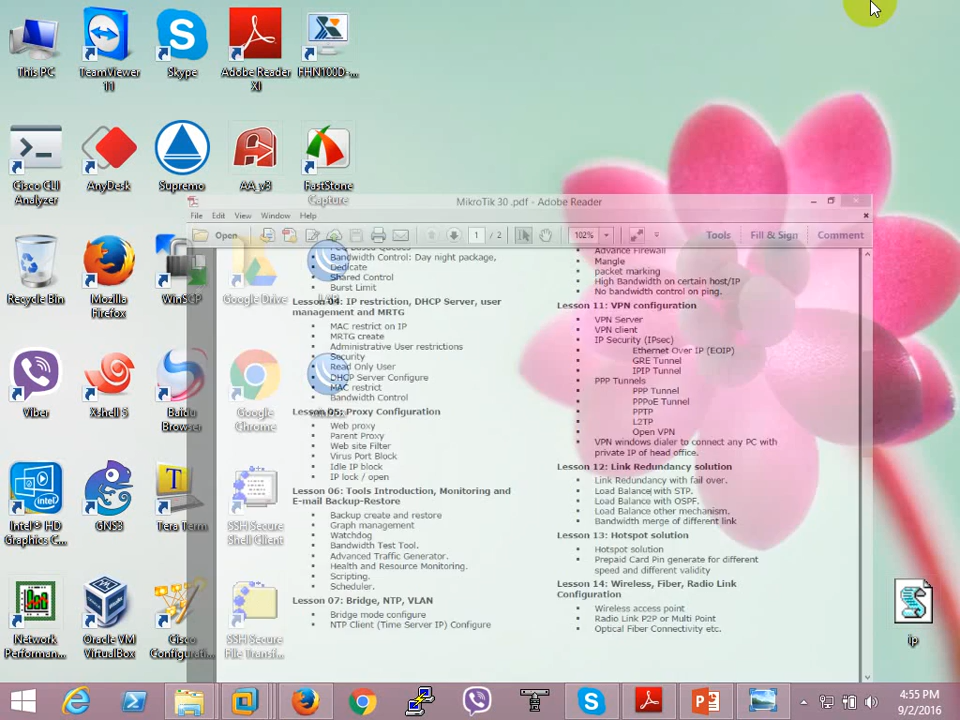 This PC
TeamViewer
11
Skype
Adobe Reader
XI
FHN100D-...
Cisco CLI
Analyzer
AnyDesk
Supremo
AA_v3
FastStone
Capture
MikroTik 30 .pdf - Adobe Reader
File Edit View Window Help
Open 1 / 2 102% Tools Fill & Sign Comment
Recycle Bin
Mozilla
Firefox
WinSCP
Google Drive
Viber
Xshell 5
Baidu
Browser
Google
Chrome
Intel® HD
Graphics C...
GNS3
Tera Term
SSH Secure
Shell Client
Network
Performan...
Oracle VM
VirtualBox
Cisco
Configurati...
SSH Secure
File Transf...
ip
Bandwidth Control: Day night package,
Dedicate
Shared Control
Burst Limit
Lesson 04: IP restriction, DHCP Server, user
management and MRTG
MAC restrict on IP
MRTG create
Administrative User restrictions
Security
Read Only User
DHCP Server Configure
MAC restrict
Bandwidth Control
Lesson 05: Proxy Configuration
Web proxy
Parent Proxy
Web site Filter
Virus Port Block
Idle IP block
IP lock / open
Lesson 06: Tools Introduction, Monitoring and
E-mail Backup-Restore
Backup create and restore
Graph management
Watchdog
Bandwidth Test Tool.
Advanced Traffic Generator.
Health and Resource Monitoring.
Scripting.
Scheduler.
Lesson 07: Bridge, NTP, VLAN
Bridge mode configure
NTP Client (Time Server IP) Configure
Advance Firewall
Mangle
packet marking
High Bandwidth on certain host/IP
No bandwidth control on ping.
Lesson 11: VPN configuration
VPN Server
VPN client
IP Security (IPsec)
Ethernet Over IP (EOIP)
GRE Tunnel
IPIP Tunnel
PPP Tunnels
PPP Tunnel
PPPoE Tunnel
PPTP
L2TP
Open VPN
VPN windows dialer to connect any PC with
private IP of head office.
Lesson 12: Link Redundancy solution
Link Redundancy with fail over.
Load Balance with STP.
Load Balance with OSPF.
Load Balance other mechanism.
Bandwidth merge of different link
Lesson 13: Hotspot solution
Hotspot solution
Prepaid Card Pin generate for different
speed and different validity
Lesson 14: Wireless, Fiber, Radio Link
Configuration
Wireless access point
Radio Link P2P or Multi Point
Optical Fiber Connectivity etc.
4:55 PM
9/2/2016